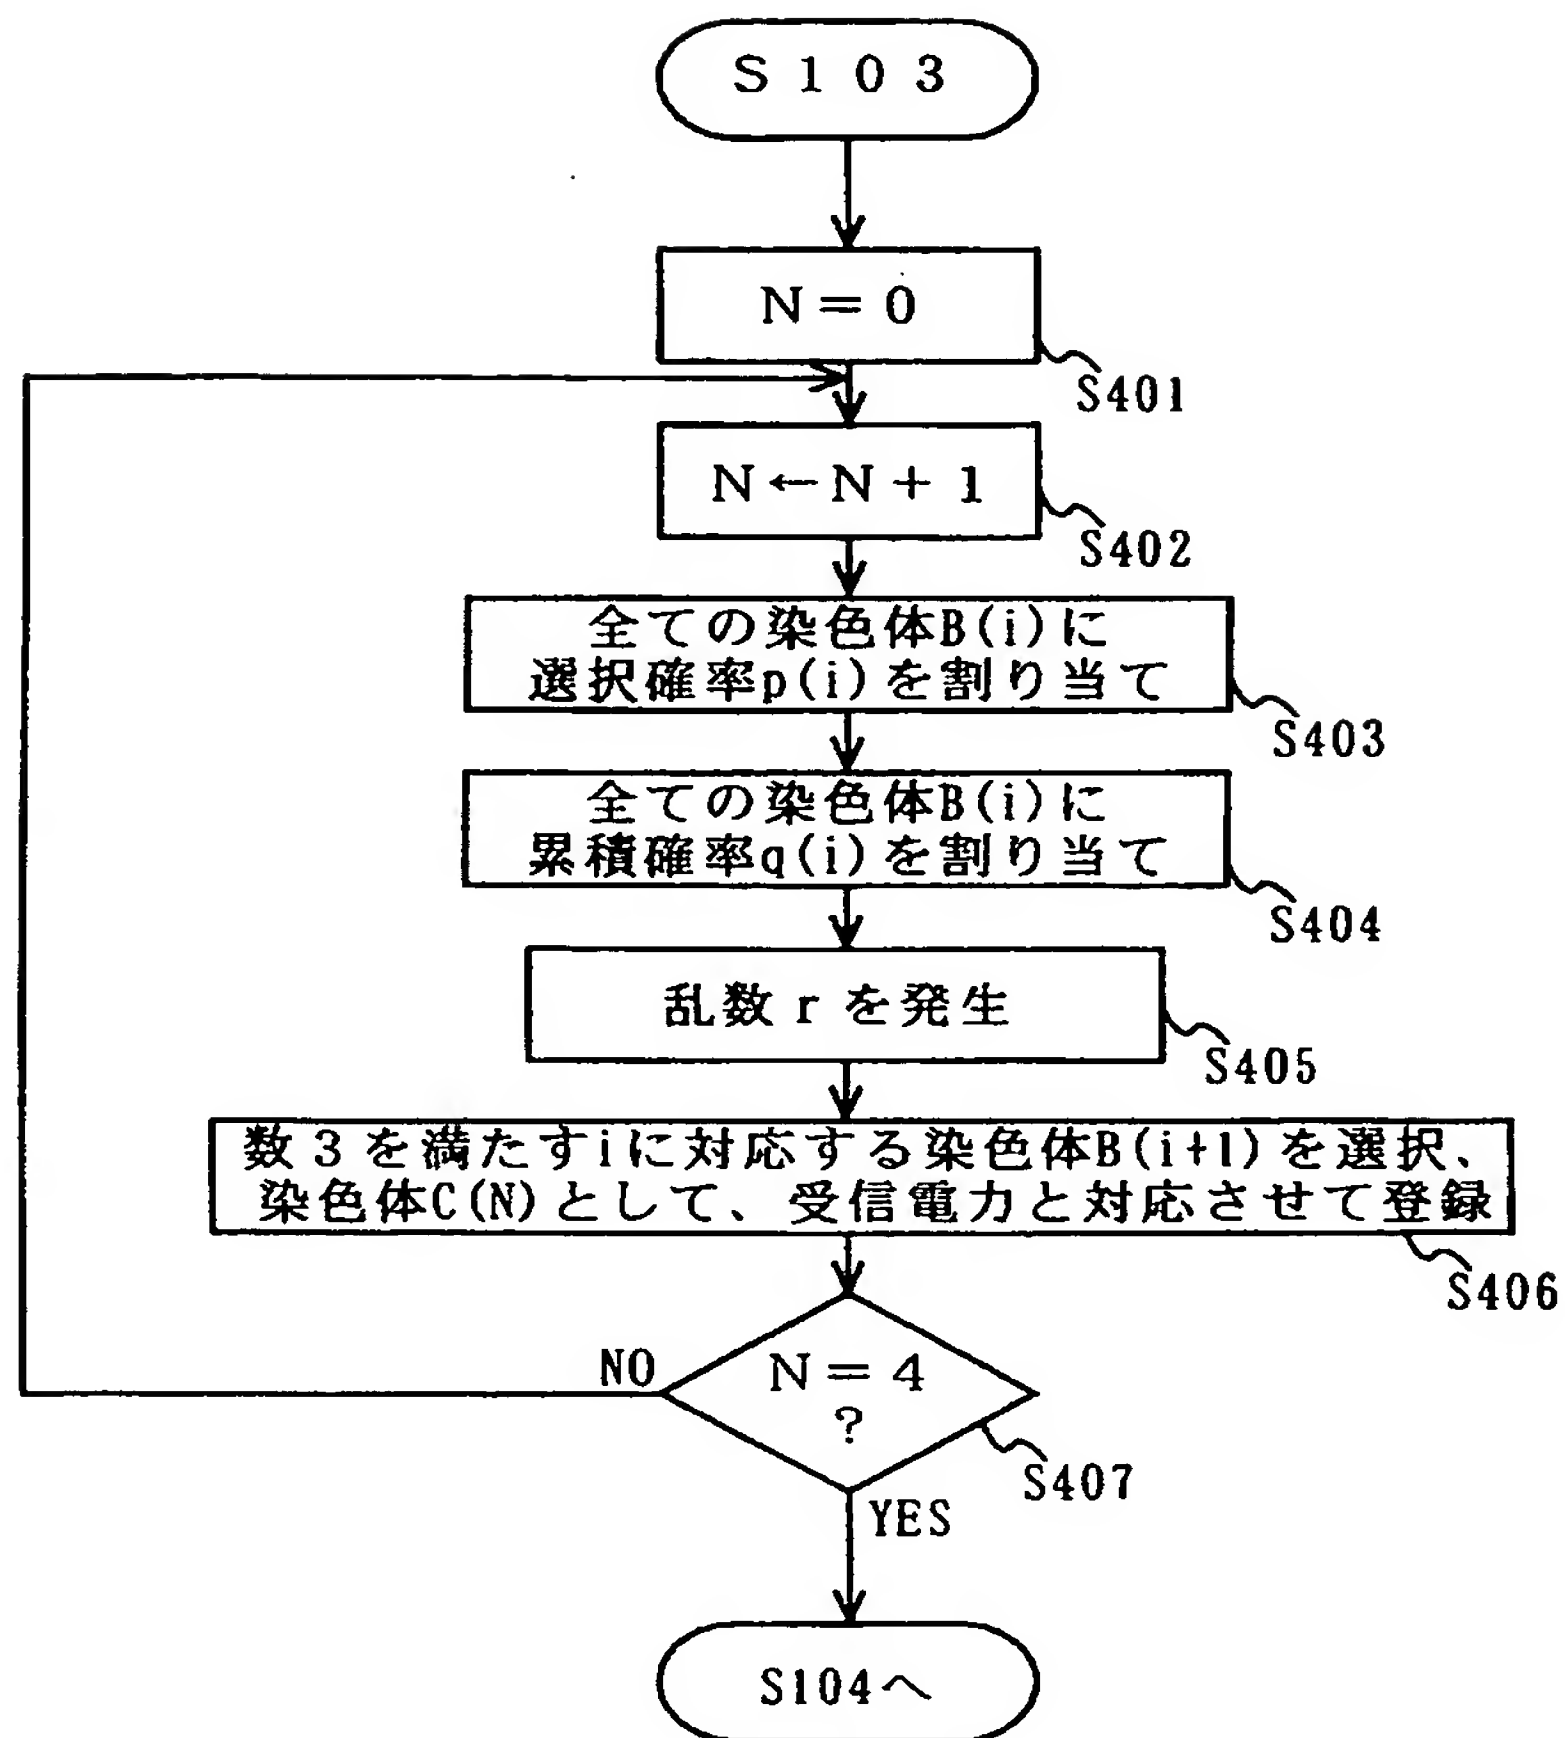 S103
N=0
S401
N←N+1
S402
全ての染色体B(i)に
選択確率p(i)を割り当て
S403
全ての染色体B(i)に
累積確率q(i)を割り当て
S404
乱数rを発生
S405
数3を満たすiに対応する染色体B(i+1)を選択、
染色体C(N)として、受信電力と対応させて登録
S406
NO
N=4
?
S407
YES
S104へ